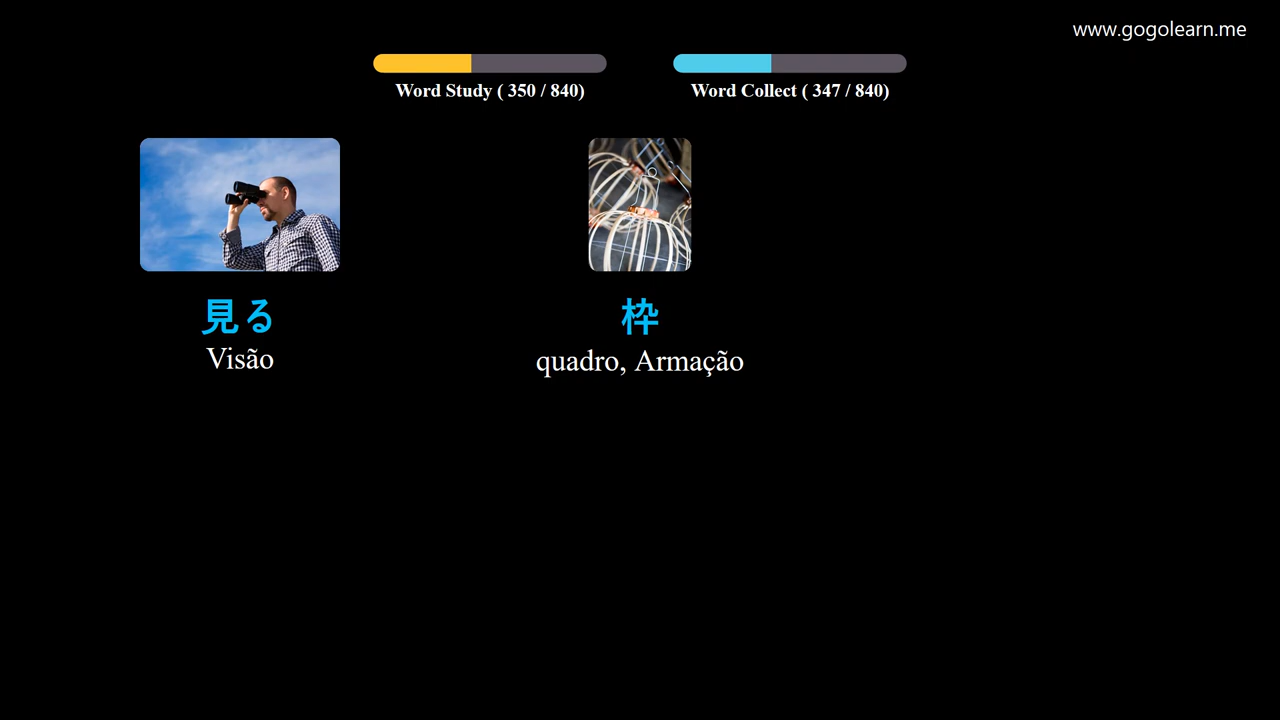 www.gogolearn.me
Word Study ( 350 / 840)
Word Collect ( 347 / 840)
見る
Visão
枠
quadro, Armação